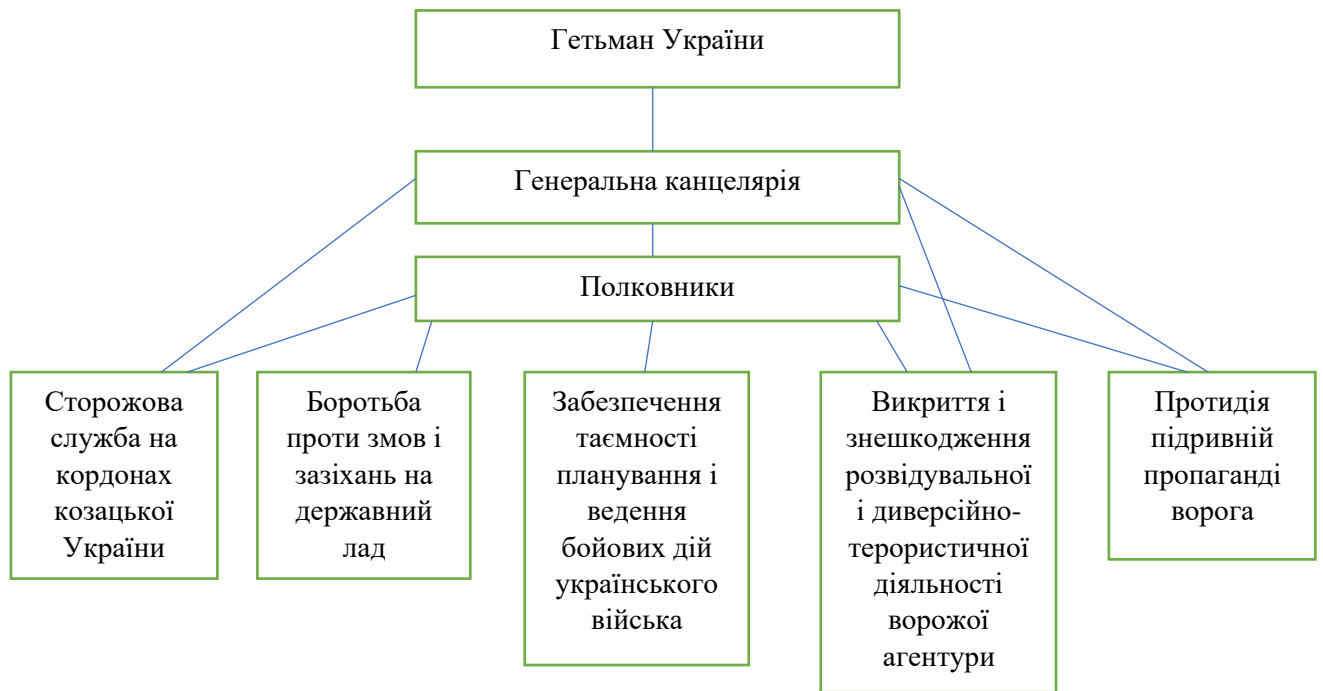 Гетьман України
Генеральна канцелярія
Полковники
Сторожова
служба на
кордонах
козацької
України
Боротьба
проти змов і
зазіхань на
державний
лад
Забезпечення
таємності
планування і
ведення
бойових дій
українського
війська
Викриття і
знешкодження
розвідувальної
і диверсійно-
терористичної
діяльності
ворожої
агентури
Протидія
підривній
пропаганді
ворога